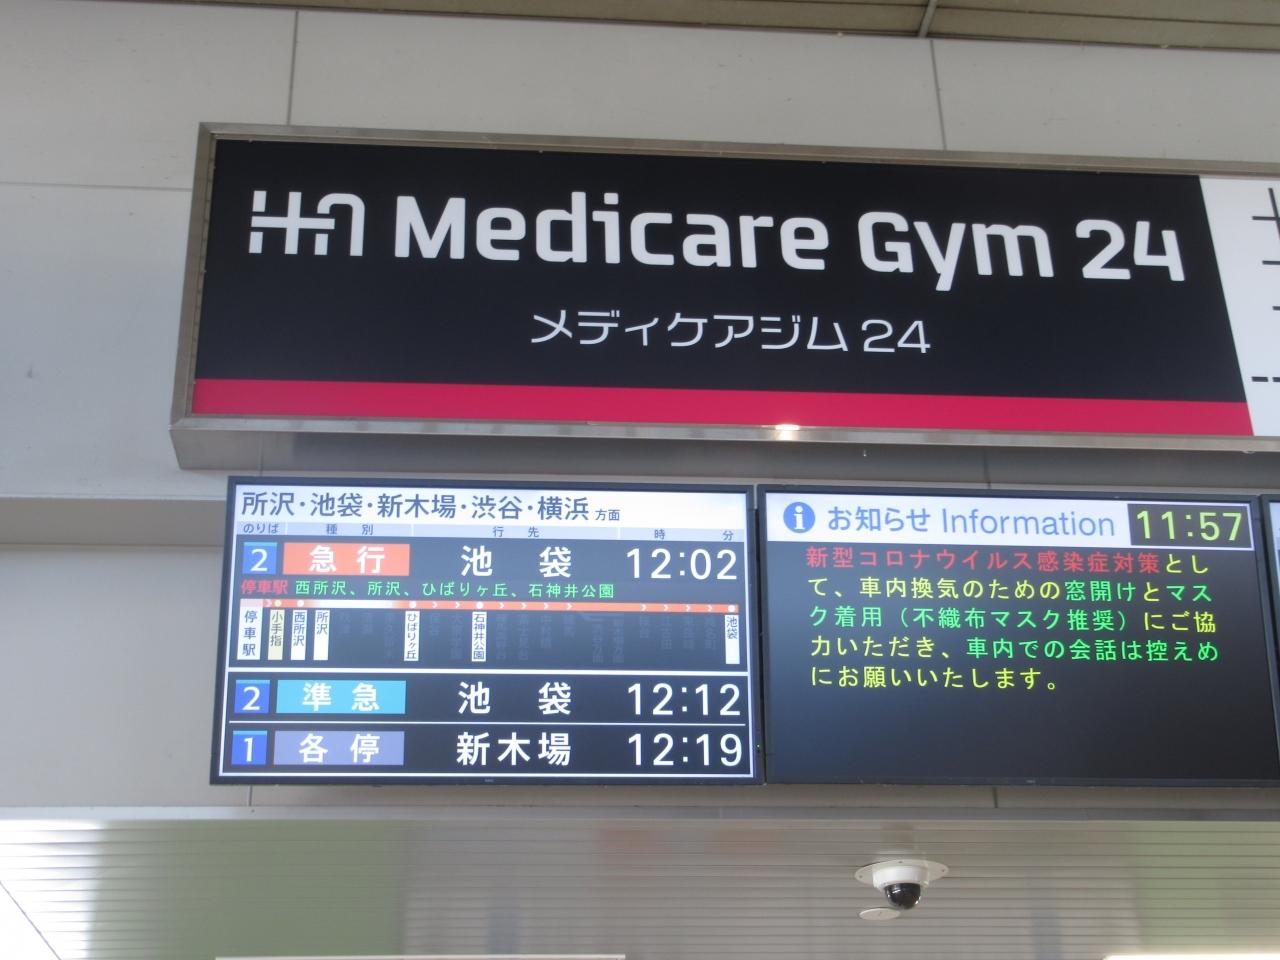 Medicare Gym 24
メディケアジム24
所沢・池袋・新木場・渋谷・横浜 方面
のりば 種別 行先 時 分
2 急行 池袋 12:02
停車駅 西所沢、所沢、ひばりヶ丘、石神井公園
停車駅 小手指 西所沢 所沢 ひばりヶ丘 石神井公園 池袋
2 準急 池袋 12:12
1 各停 新木場 12:19
i お知らせ Information 11:57
新型コロナウイルス感染症対策とし
て、車内換気のための窓開けとマス
ク着用（不織布マスク推奨）にご協
力いただき、車内での会話は控えめ
にお願いいたします。